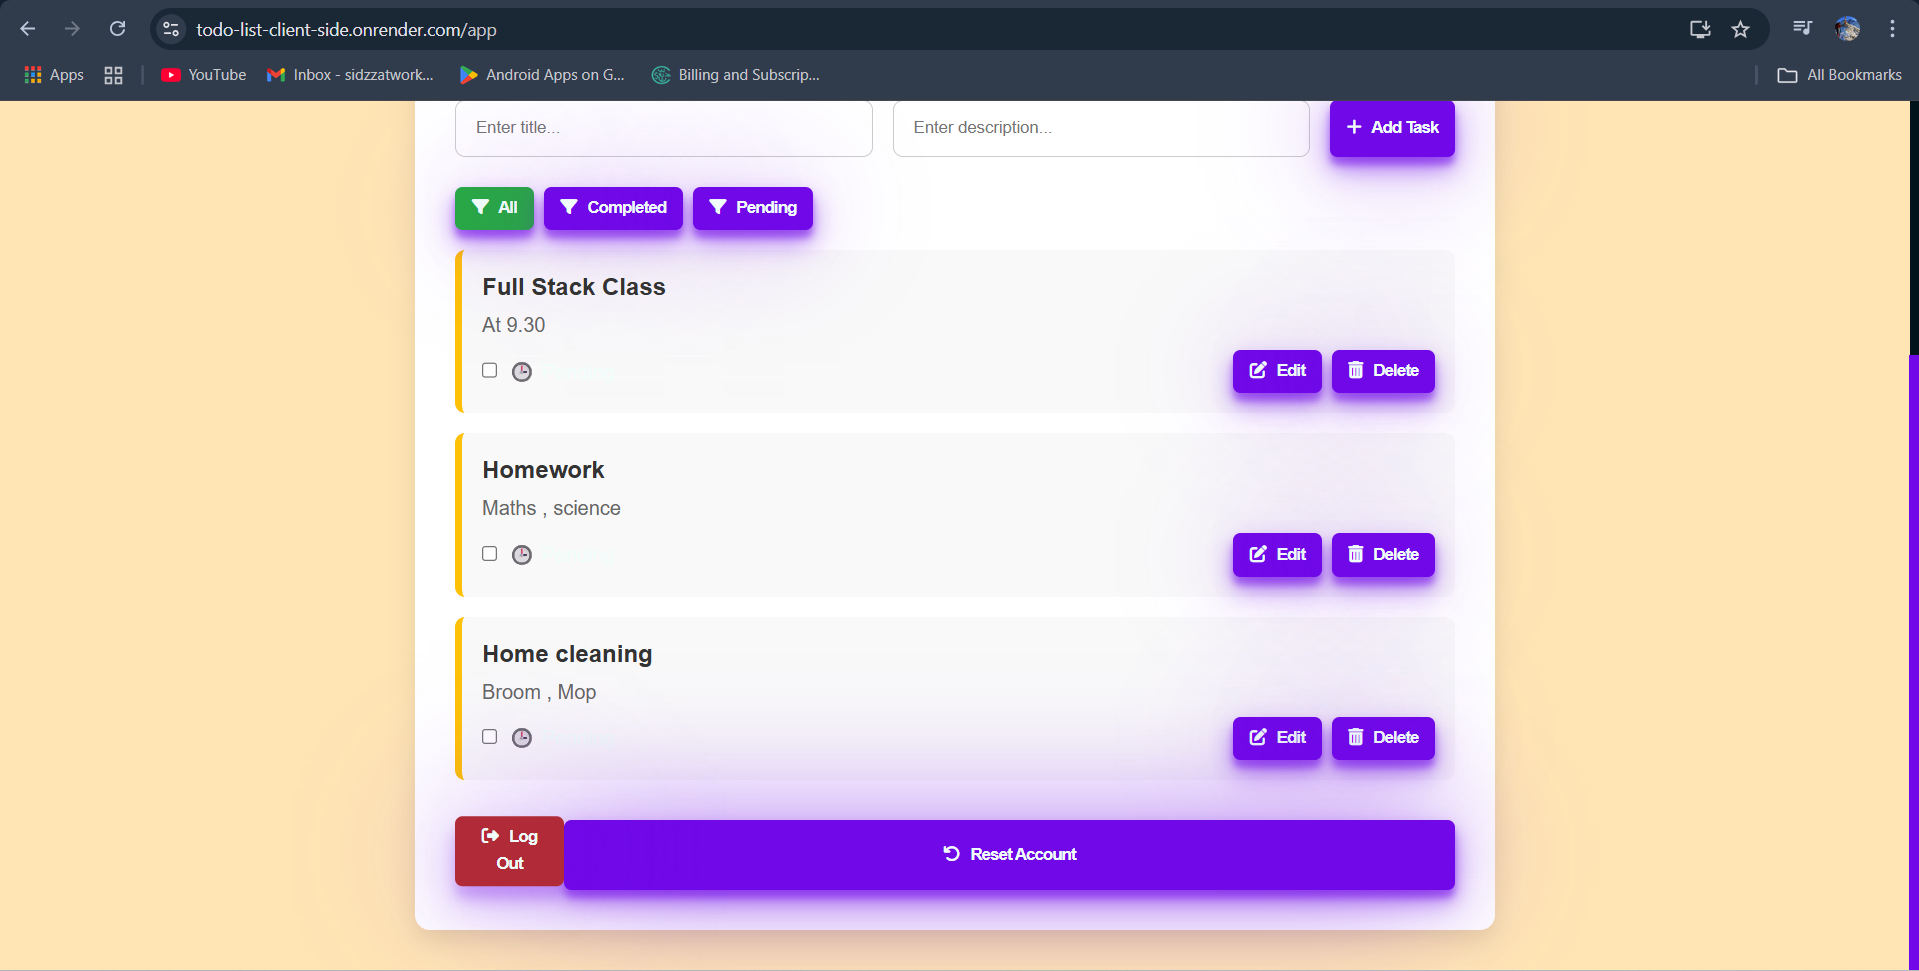 todo-list-client-side.onrender.com/app
Apps
YouTube
Inbox - sidzzatwork...
Android Apps on G...
Billing and Subscrip...
All Bookmarks
Enter title...
Enter description...
Add Task
All
Completed
Pending
Full Stack Class
At 9.30
Edit
Delete
Homework
Maths , science
Edit
Delete
Home cleaning
Broom , Mop
Edit
Delete
Log
Out
Reset Account